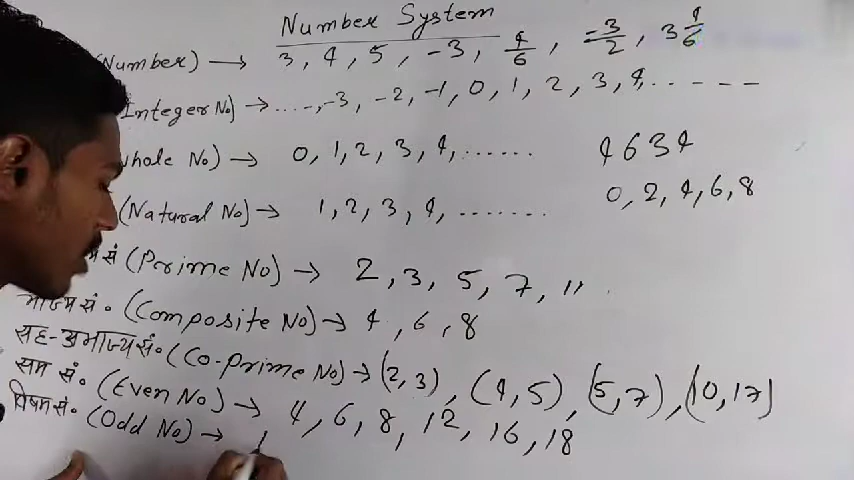 Number System
Number) → 3, 4, 5, -3, 4/6, =3/2, 3 4/6
Integer No) → ....-,-3, -2, -1, 0, 1, 2, 3, 4, . - - - -
whole No) → 0, 1, 2, 3, 4, ...... 4634
(Natural No) → 1, 2, 3, 4, ....... 0, 2, 4, 6, 8
सं (Prime No) → 2, 3, 5, 7, 11
भाज्य सं० (Composite No) → 4, 6, 8
सह-अभाज्य सं० (Co-Prime No) → (2, 3), (4, 5), (5, 7), (10, 17)
सम सं० (Even No) → 4, 6, 8, 12, 16, 18
विषम सं० (Odd No) → 1